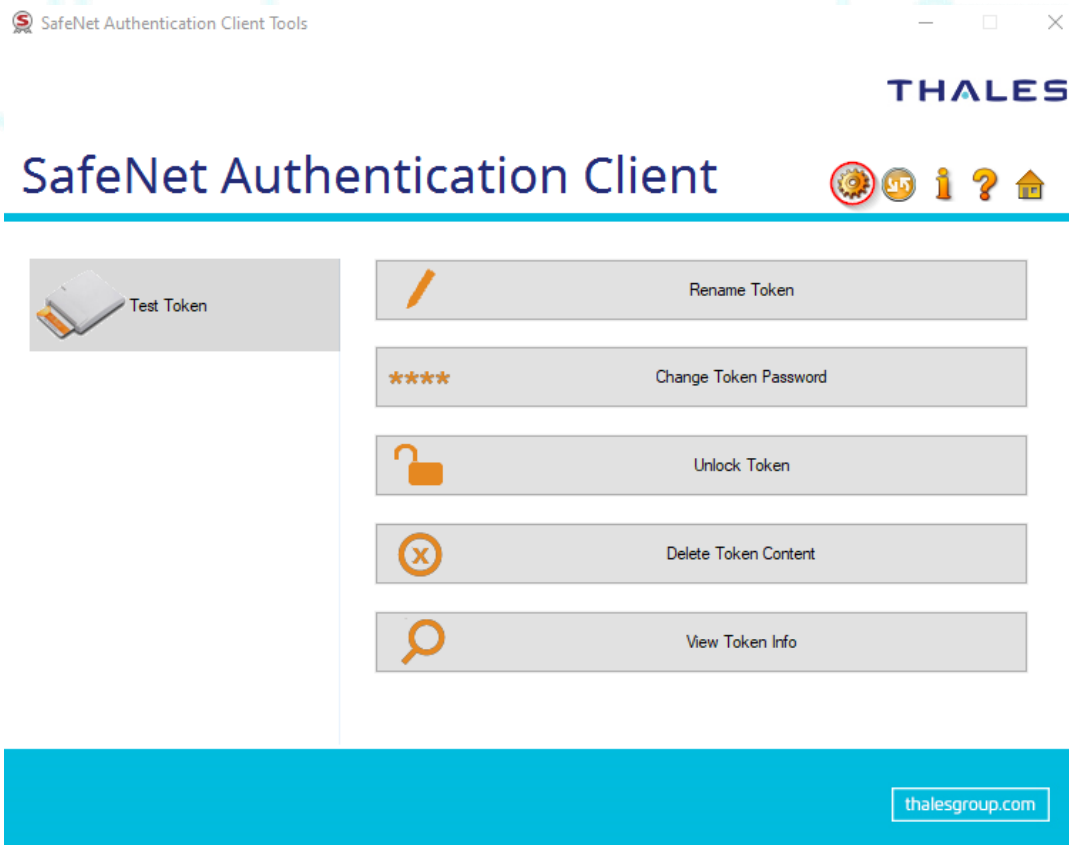 SafeNet Authentication Client Tools
THALES
SafeNet Authentication Client
Test Token
Rename Token
**** Change Token Password
Unlock Token
Delete Token Content
View Token Info
thalesgroup.com